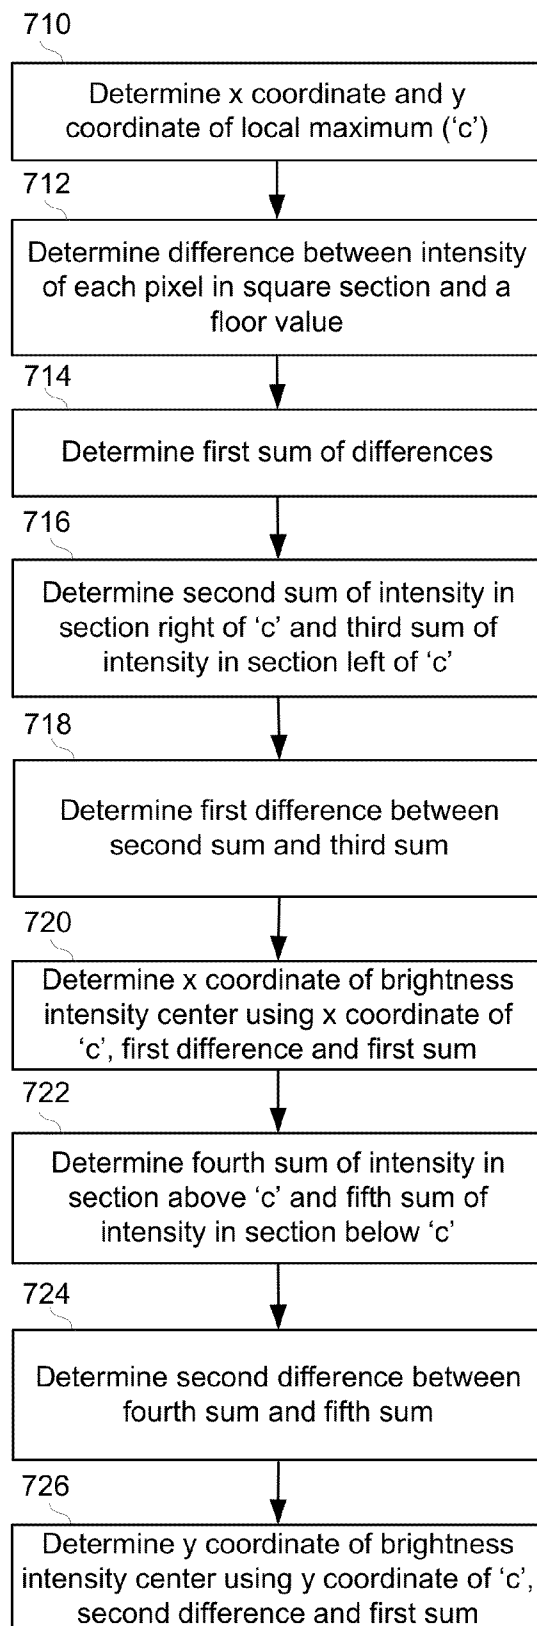 710
Determine x coordinate and y
coordinate of local maximum (‘c’)
712
Determine difference between intensity
of each pixel in square section and a
floor value
714
Determine first sum of differences
716
Determine second sum of intensity in
section right of ‘c’ and third sum of
intensity in section left of ‘c’
718
Determine first difference between
second sum and third sum
720
Determine x coordinate of brightness
intensity center using x coordinate of
‘c’, first difference and first sum
722
Determine fourth sum of intensity in
section above ‘c’ and fifth sum of
intensity in section below ‘c’
724
Determine second difference between
fourth sum and fifth sum
726
Determine y coordinate of brightness
intensity center using y coordinate of ‘c’,
second difference and first sum